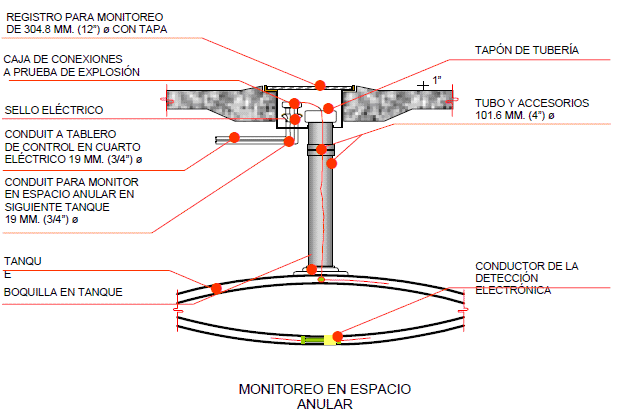 REGISTRO PARA MONITOREO
DE 304.8 MM. (12”) ø CON TAPA
CAJA DE CONEXIONES
A PRUEBA DE EXPLOSIÓN
SELLO ELÉCTRICO
CONDUIT A TABLERO
DE CONTROL EN CUARTO
ELÉCTRICO 19 MM. (3/4”) ø
CONDUIT PARA MONITOR
EN ESPACIO ANULAR EN
SIGUIENTE TANQUE
19 MM. (3/4”) ø
TANQU
E
BOQUILLA EN TANQUE
TAPÓN DE TUBERÍA
1”
TUBO Y ACCESORIOS
101.6 MM. (4”) ø
CONDUCTOR DE LA
DETECCIÓN
ELECTRÓNICA
MONITOREO EN ESPACIO
ANULAR